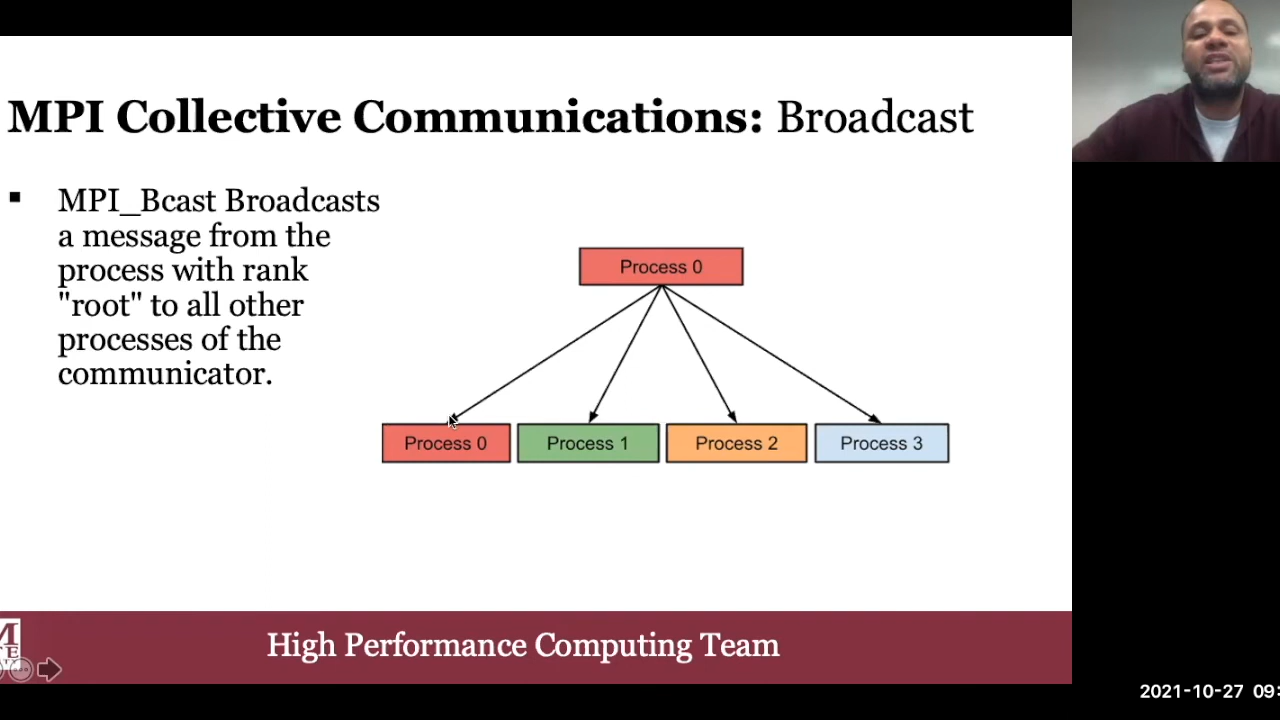 MPI Collective Communications: Broadcast
▪ MPI_Bcast Broadcasts
a message from the
process with rank
"root" to all other
processes of the
communicator.
Process 0
Process 0 Process 1 Process 2 Process 3
High Performance Computing Team
2021-10-27 09: